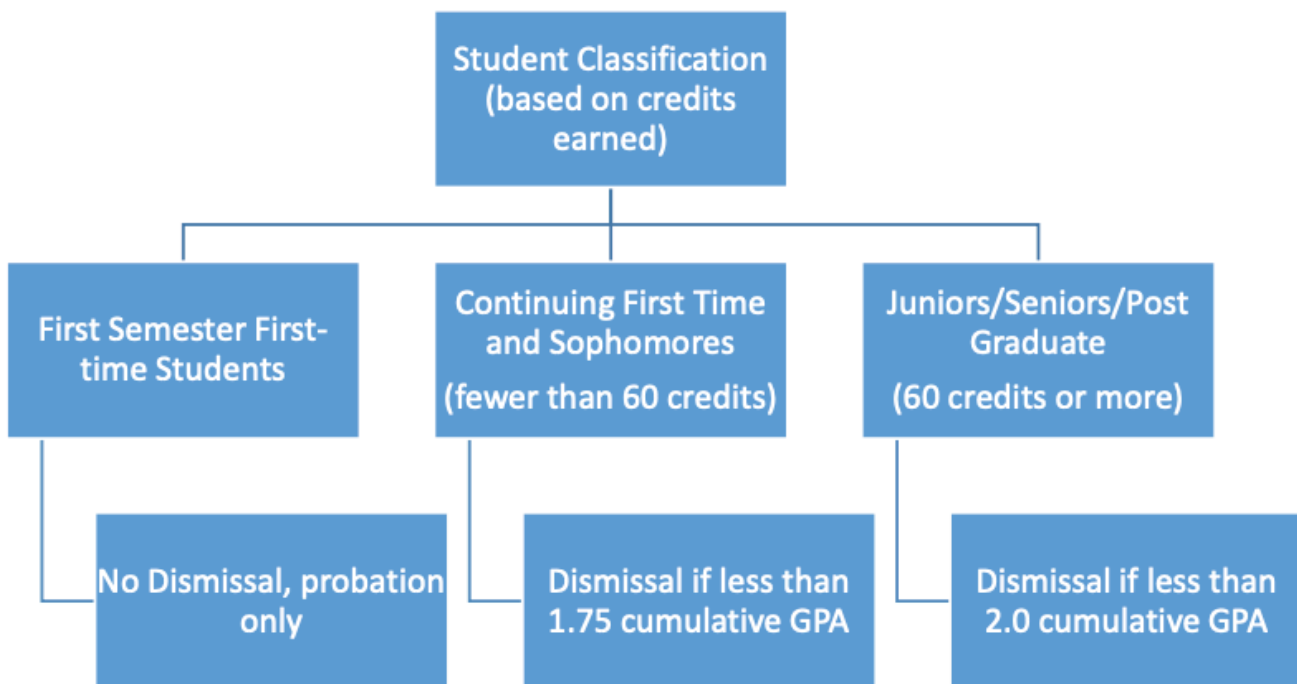 Student Classification
(based on credits
earned)
First Semester First-
time Students
Continuing First Time
and Sophomores
(fewer than 60 credits)
Juniors/Seniors/Post
Graduate
(60 credits or more)
No Dismissal, probation
only
Dismissal if less than
1.75 cumulative GPA
Dismissal if less than
2.0 cumulative GPA